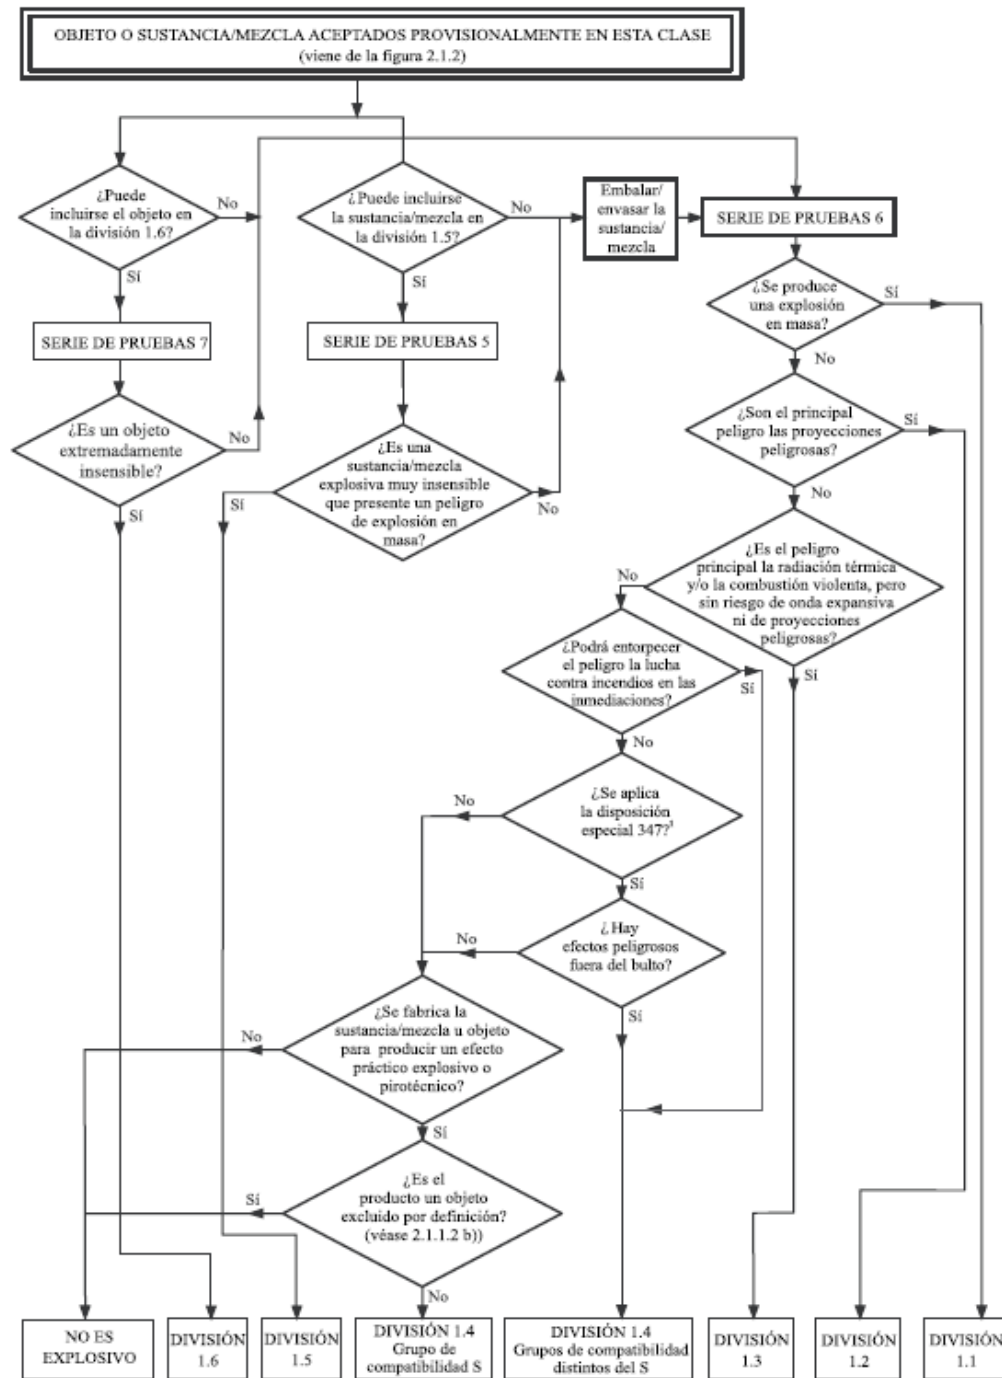 OBJETO O SUSTANCIA/MEZCLA ACEPTADOS PROVISIONALMENTE EN ESTA CLASE
(viene de la figura 2.1.2)
¿Puede
incluirse el objeto en
la división 1.6?
No
Sí
¿Puede incluirse
la sustancia/mezcla en
la división 1.5?
No
Sí
Embalar/
envasar la
sustancia/
mezcla
SERIE DE PRUEBAS 6
¿Se produce
una explosión
en masa?
Sí
No
SERIE DE PRUEBAS 7
SERIE DE PRUEBAS 5
¿Son el principal
peligro las proyecciones
peligrosas?
Sí
No
¿Es un objeto
extremadamente
insensible?
No
Sí
¿Es una
sustancia/mezcla
explosiva muy insensible
que presente un peligro
de explosión en
masa?
Sí
No
¿Es el peligro
principal la radiación térmica
y/o la combustión violenta, pero
sin riesgo de onda expansiva
ni de proyecciones
peligrosas?
No
Sí
¿Podrá entorpecer
el peligro la lucha
contra incendios en las
inmediaciones?
Sí
No
¿Se aplica
la disposición
especial 347?¹
No
Sí
¿Hay
efectos peligrosos
fuera del bulto?
No
Sí
¿Se fabrica la
sustancia/mezcla u objeto
para producir un efecto
práctico explosivo o
pirotécnico?
No
Sí
¿Es el
producto un objeto
excluido por definición?
(véase 2.1.1.2 b))
Sí
No
NO ES
EXPLOSIVO
DIVISIÓN
1.6
DIVISIÓN
1.5
DIVISIÓN 1.4
Grupo de
compatibilidad S
DIVISIÓN 1.4
Grupos de compatibilidad
distintos del S
DIVISIÓN
1.3
DIVISIÓN
1.2
DIVISIÓN
1.1